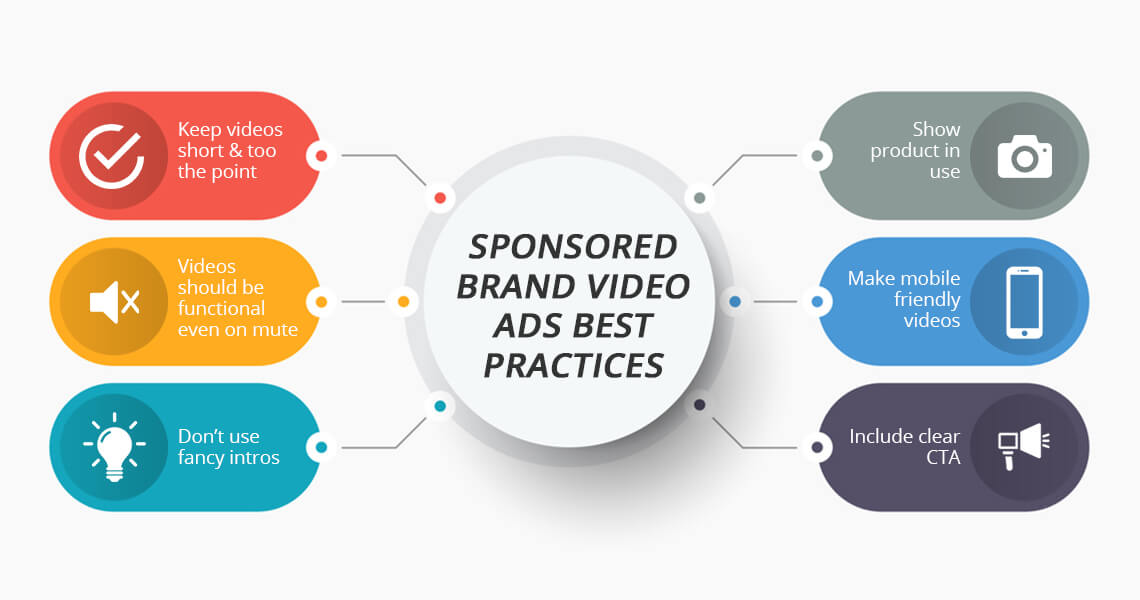 Keep videos
short & too
the point
Videos
should be
functional
even on mute
Don’t use
fancy intros
SPONSORED
BRAND VIDEO
ADS BEST
PRACTICES
Show
product in
use
Make mobile
friendly
videos
Include clear
CTA